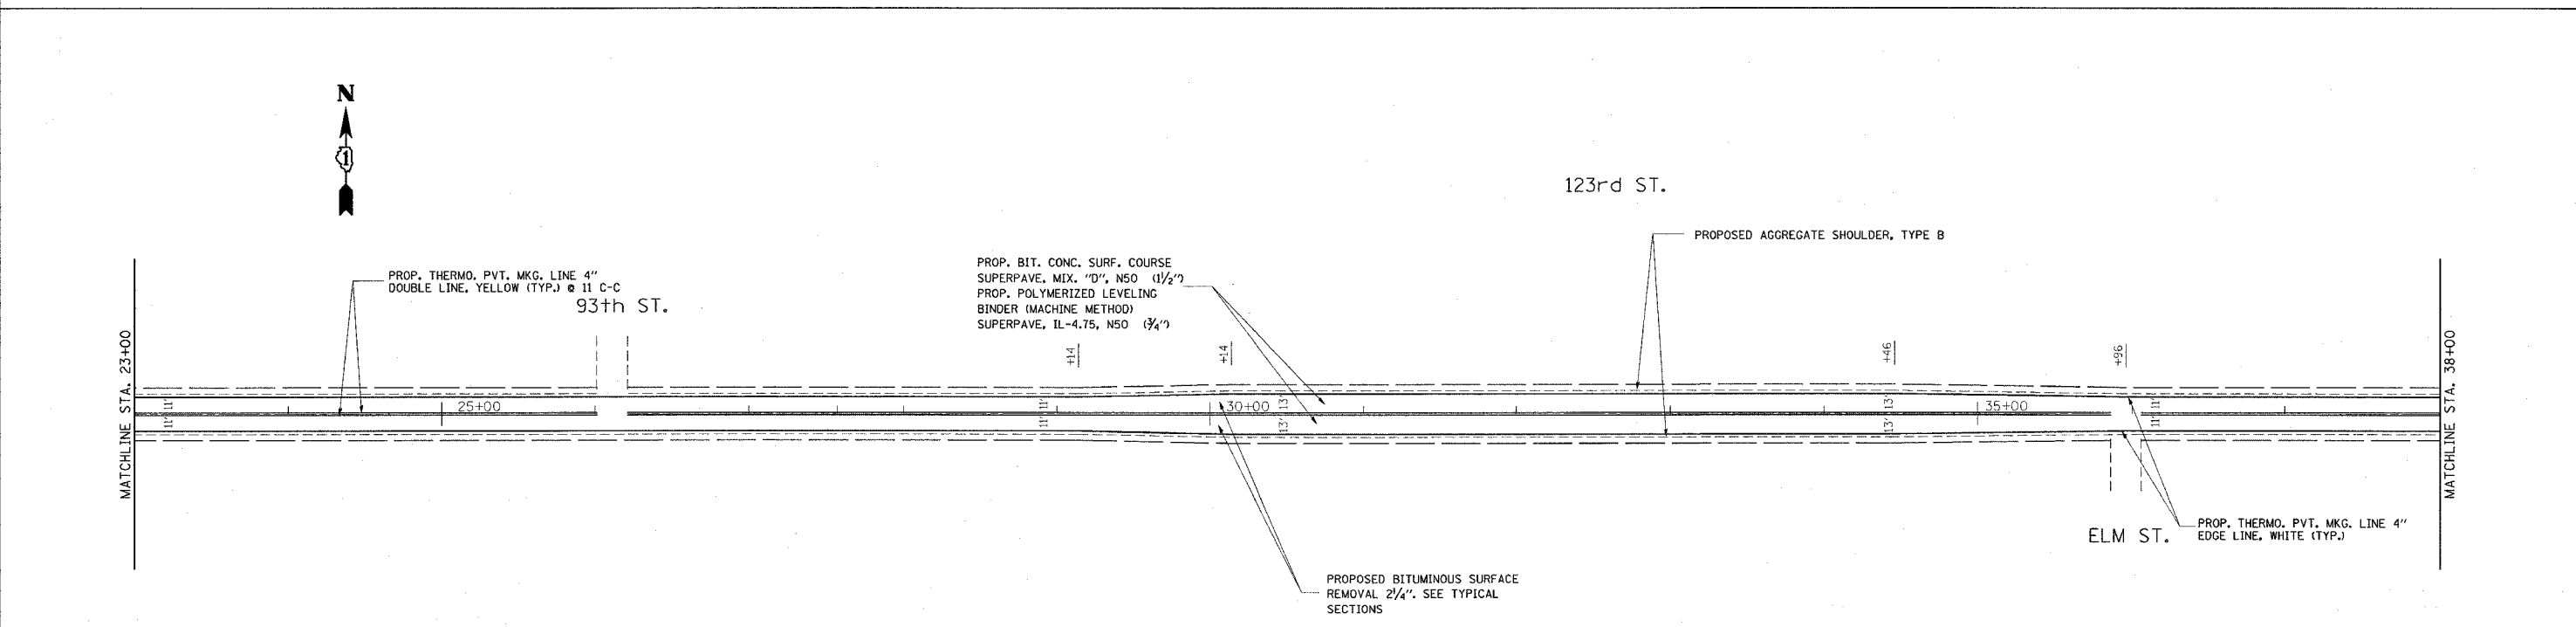 N
1
123rd ST.
PROPOSED AGGREGATE SHOULDER, TYPE B
PROP. THERMO. PVT. MKG. LINE 4"
DOUBLE LINE, YELLOW (TYP.) @ 11 C-C
93th ST.
PROP. BIT. CONC. SURF. COURSE
SUPERPAVE, MIX. "D", N50 (1½")
PROP. POLYMERIZED LEVELING
BINDER (MACHINE METHOD)
SUPERPAVE, IL-4.75, N50 (¾")
+14
+14
+46
+96
MATCHLINE STA. 23+00
11' 11'
25+00
11' 11'
30+00
13' 13'
13' 13'
35+00
11' 11'
MATCHLINE STA. 38+00
ELM ST.
PROP. THERMO. PVT. MKG. LINE 4"
EDGE LINE, WHITE (TYP.)
PROPOSED BITUMINOUS SURFACE
REMOVAL 2¼". SEE TYPICAL
SECTIONS